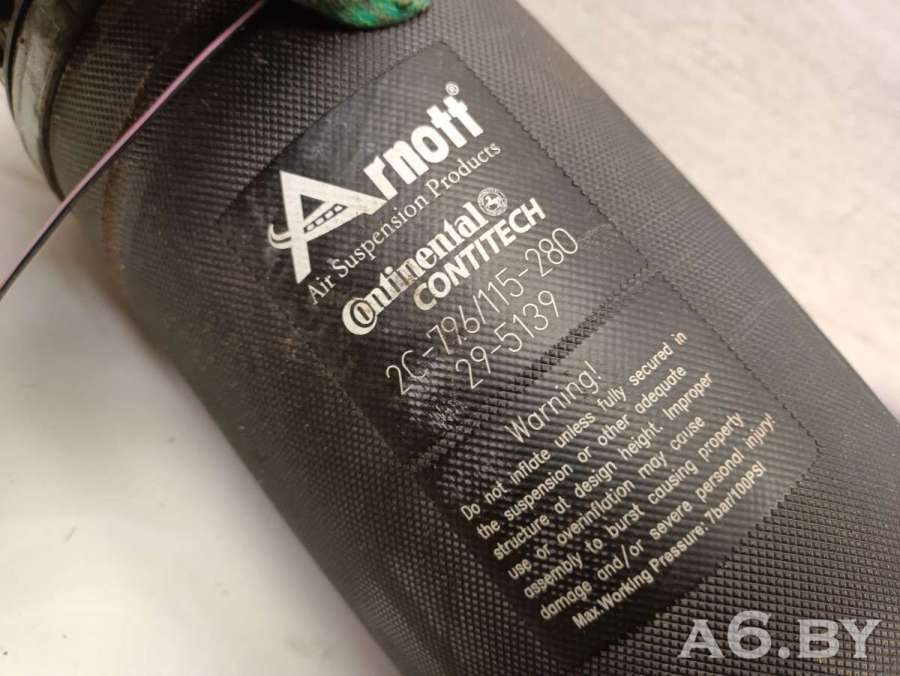 Arnott®
Air Suspension Products
Continental
CONTITECH
2C-796/115-280
29-5139
Warning!
Do not inflate unless fully secured in
the suspension or other adequate
structure at design height. Improper
use or overinflation may cause
assembly to burst causing property
damage and/or severe personal injury!
Max.Working Pressure: 7bar/100PSI
A6.BY